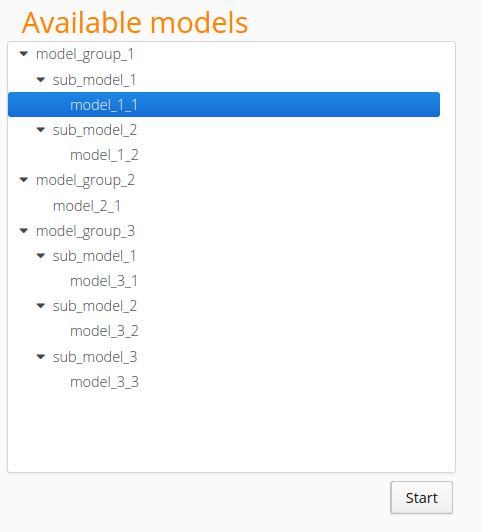 Available models
model_group_1
sub_model_1
model_1_1
sub_model_2
model_1_2
model_group_2
model_2_1
model_group_3
sub_model_1
model_3_1
sub_model_2
model_3_2
sub_model_3
model_3_3
Start